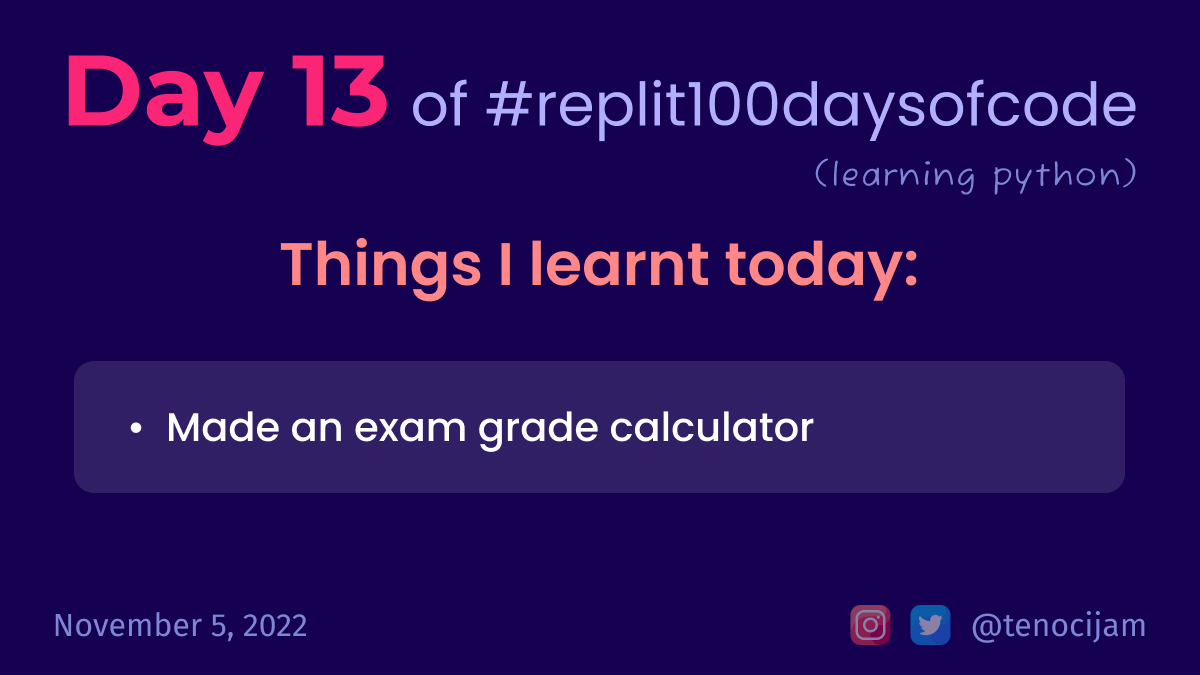 Day 13 of #replit100daysofcode
(learning python)
Things I learnt today:
• Made an exam grade calculator
November 5, 2022
@tenocijam